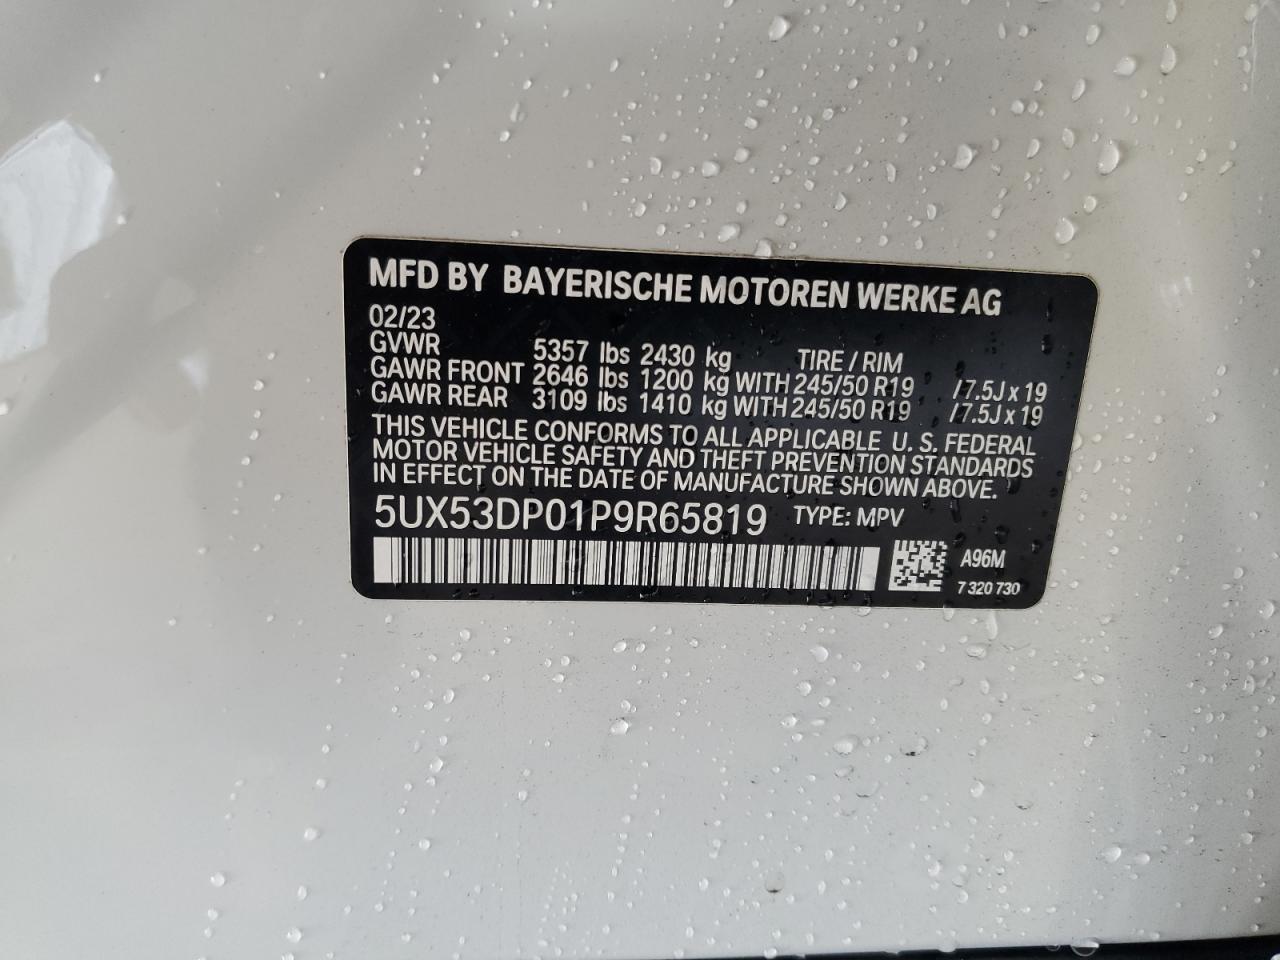 MFD BY BAYERISCHE MOTOREN WERKE AG
02/23
GVWR 5357 lbs 2430 kg TIRE / RIM
GAWR FRONT 2646 lbs 1200 kg WITH 245/50 R19 /7.5J x 19
GAWR REAR 3109 lbs 1410 kg WITH 245/50 R19 /7.5J x 19
THIS VEHICLE CONFORMS TO ALL APPLICABLE U. S. FEDERAL
MOTOR VEHICLE SAFETY AND THEFT PREVENTION STANDARDS
IN EFFECT ON THE DATE OF MANUFACTURE SHOWN ABOVE.
5UX53DP01P9R65819 TYPE: MPV
A96M
7 320 730